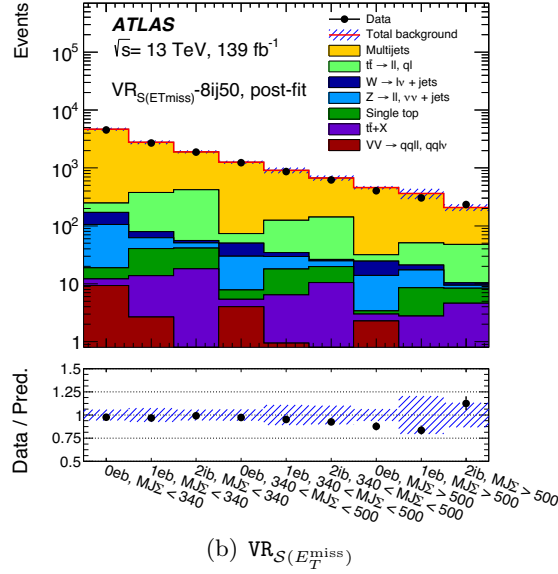 Events
10⁵
10⁴
10³
10²
10
1
ATLAS
√s= 13 TeV, 139 fb⁻¹
VR_S(ETmiss)-8ij50, post-fit
Data
Total background
Multijets
tt̄ → ll, ql
W → lν + jets
Z → ll, νν + jets
Single top
tt̄+X
VV → qqll, qqlν
Data / Pred.
1.5
1.25
1
0.75
0.5
0eb, MJΣ < 340
1eb, MJΣ < 340
2ib, MJΣ < 340
0eb, 340 < MJΣ < 500
1eb, 340 < MJΣ < 500
2ib, 340 < MJΣ < 500
0eb, MJΣ > 500
1eb, MJΣ > 500
2ib, MJΣ > 500
(b) VR_S(E_T^miss)